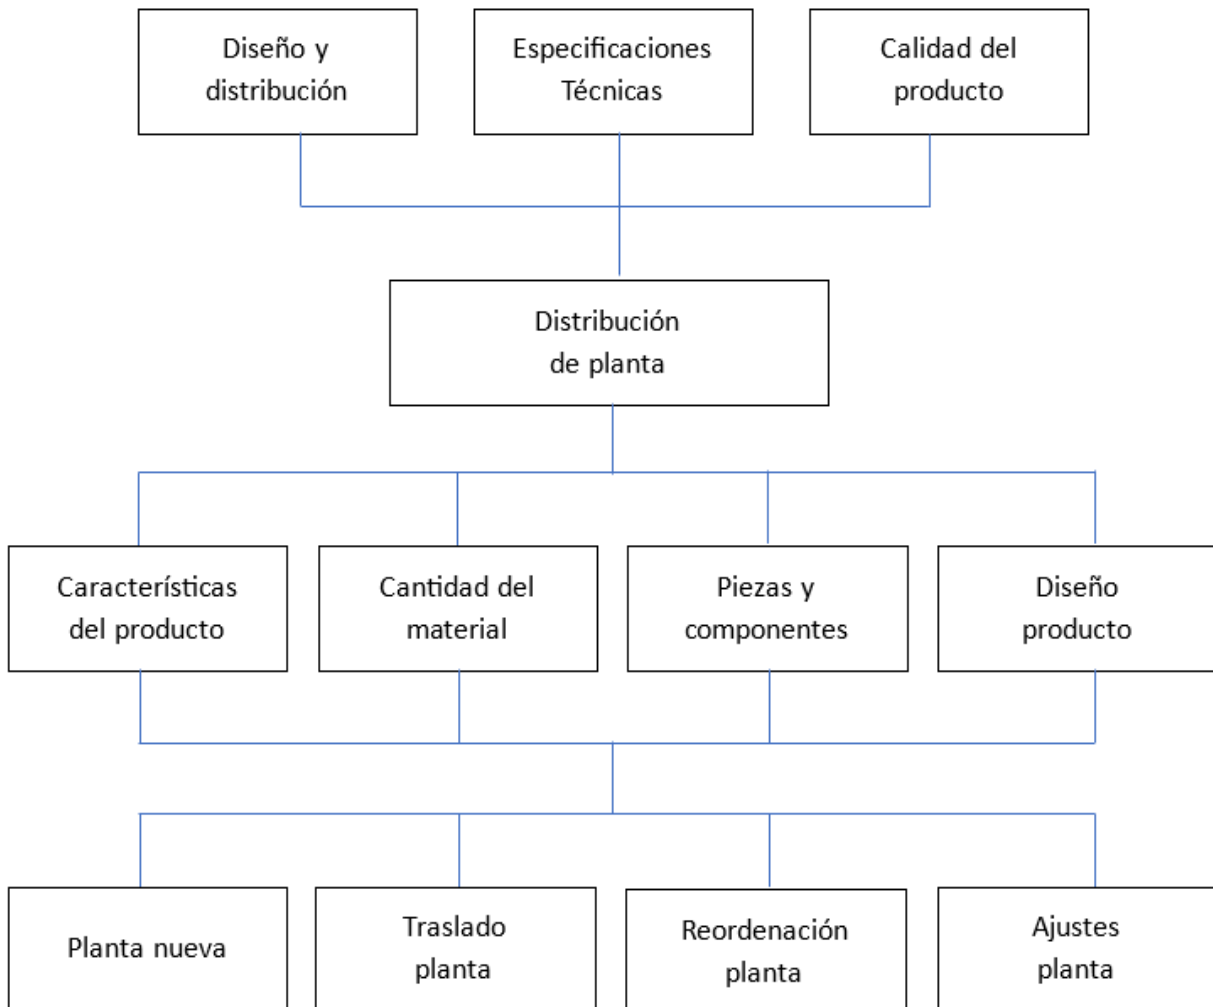 Diseño y
distribución
Especificaciones
Técnicas
Calidad del
producto
Distribución
de planta
Características
del producto
Cantidad del
material
Piezas y
componentes
Diseño
producto
Planta nueva
Traslado
planta
Reordenación
planta
Ajustes
planta